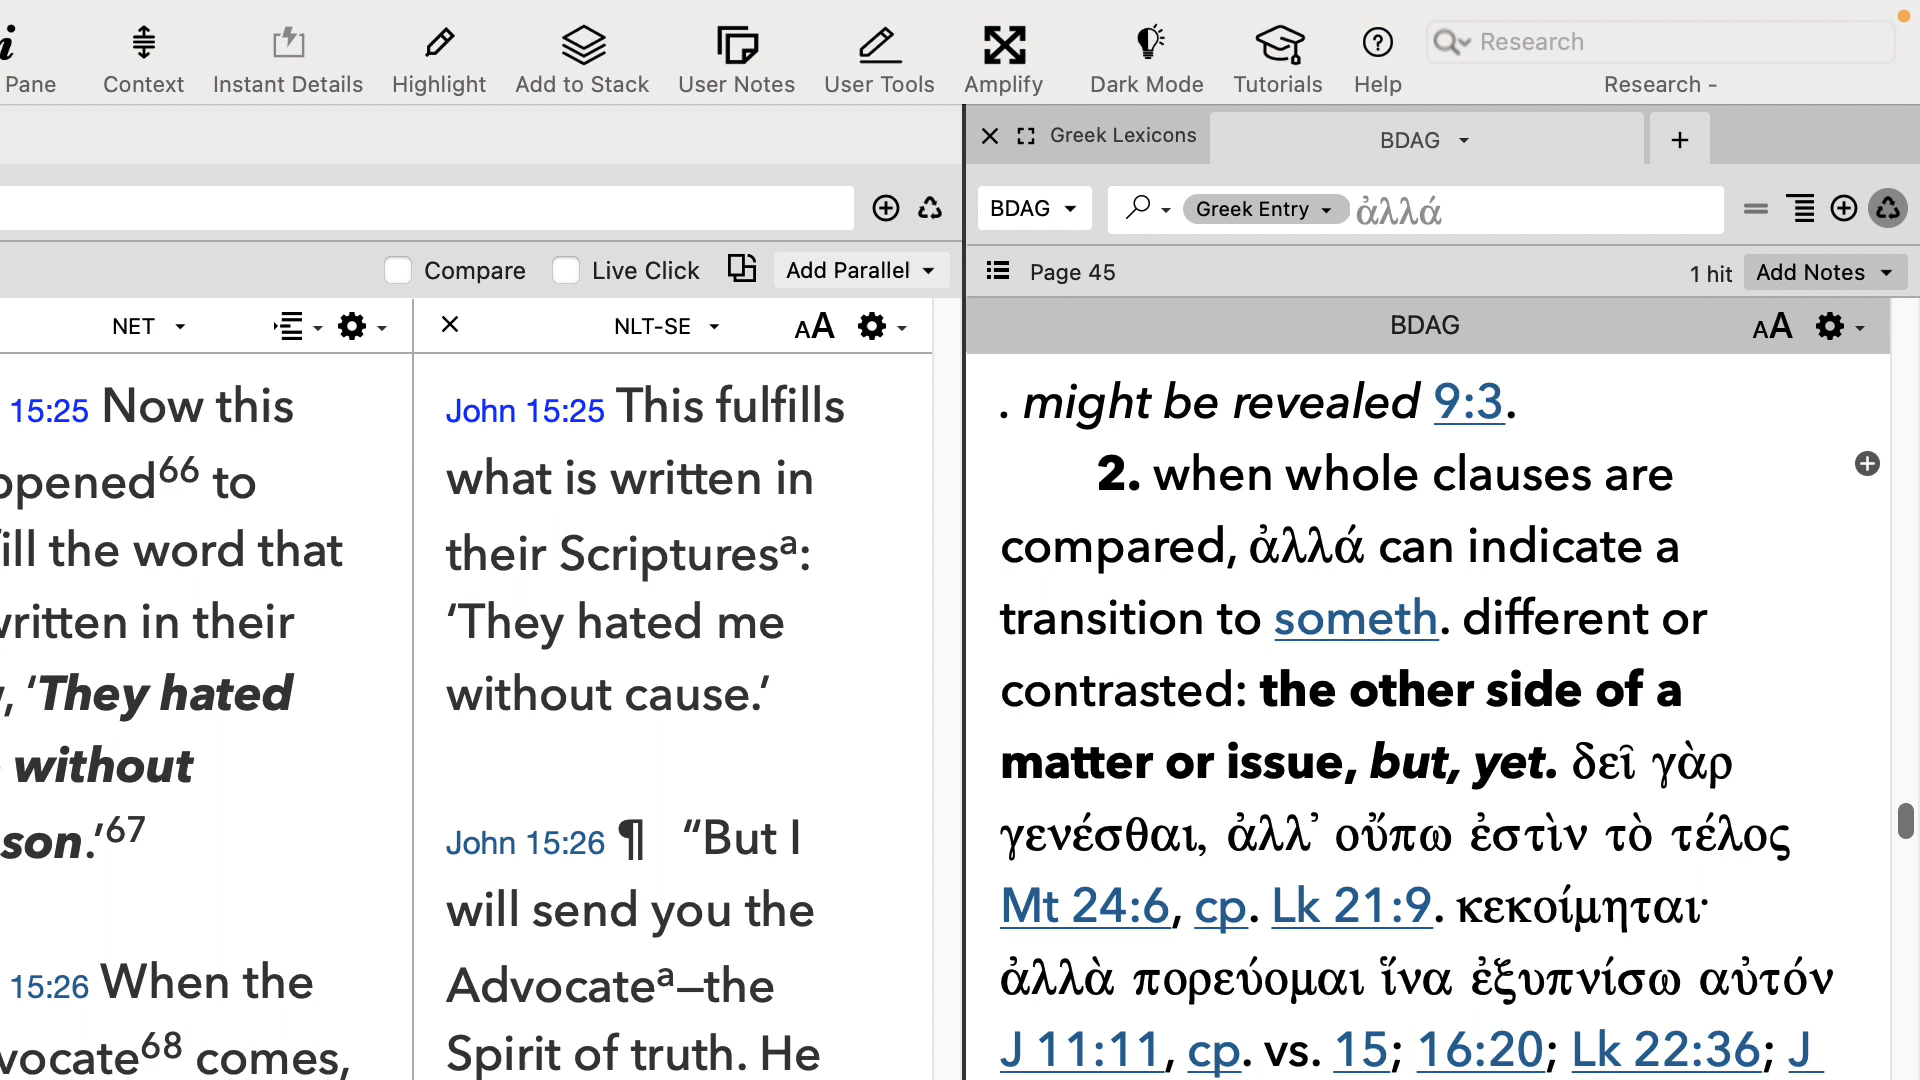 Pane Context Instant Details Highlight Add to Stack User Notes User Tools Amplify Dark Mode Tutorials Help Research
Research -
Greek Lexicons BDAG +
BDAG Greek Entry ἀλλά
Compare Live Click Add Parallel
Page 45 1 hit Add Notes
NET
15:25 Now this
to
the word that
in their
'They hated
without
.'67
15:26 When the
68 comes,
NLT-SE AA
John 15:25 This fulfills
what is written in
their Scripturesa:
'They hated me
without cause.'
John 15:26 ¶ "But I
will send you the
Advocatea—the
Spirit of truth. He
BDAG AA
. might be revealed 9:3.
2. when whole clauses are
compared, ἀλλά can indicate a
transition to someth. different or
contrasted: the other side of a
matter or issue, but, yet. δεῖ γὰρ
γενέσθαι, ἀλλ᾽ οὔπω ἐστὶν τὸ τέλος
Mt 24:6, cp. Lk 21:9. κεκοίμηται·
ἀλλὰ πορεύομαι ἵνα ἐξυπνίσω αὐτόν
J 11:11, cp. vs. 15; 16:20; Lk 22:36; J